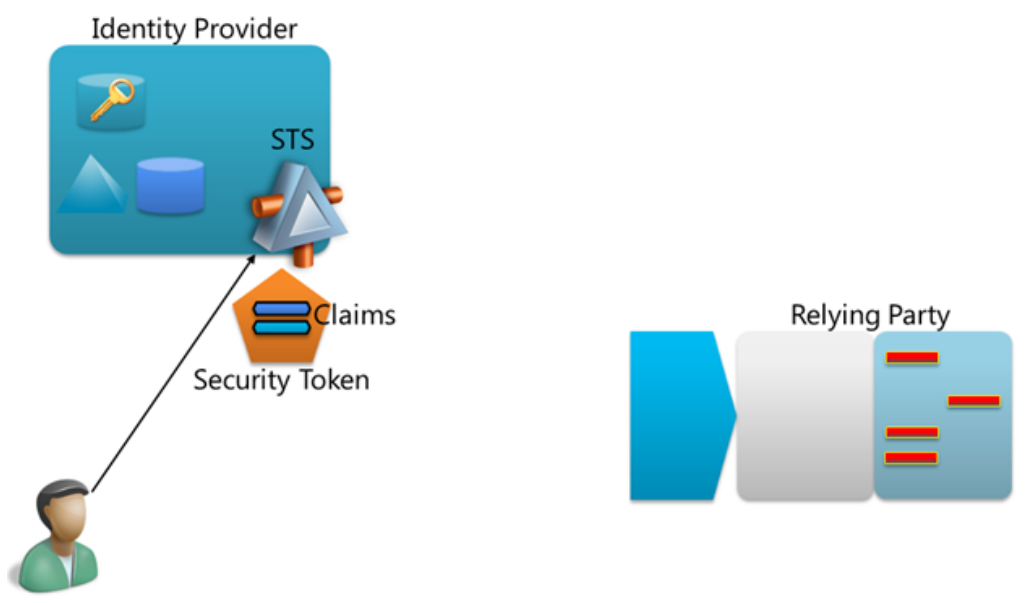 Identity Provider
STS
Claims
Security Token
Relying Party